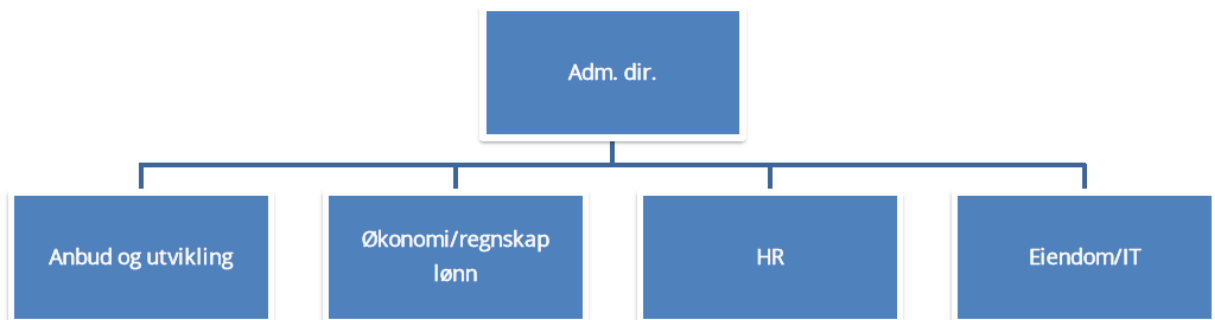 Adm. dir.
Anbud og utvikling
Økonomi/regnskap
lønn
HR
Eiendom/IT